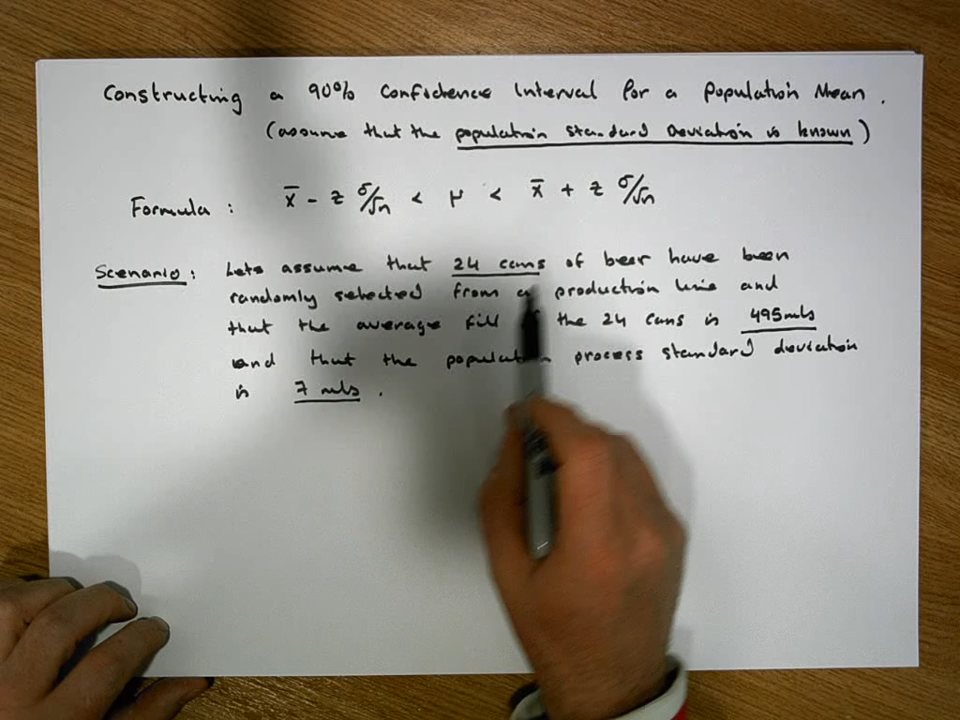 Constructing a 90% Confidence Interval for a Population Mean.
(assume that the population standard Deviation is known)
Formula: x̄ - z σ/√n < μ < x̄ + z σ/√n
Scenario: Lets assume that 24 cans of beer have been
randomly selected from a production line and
that the average fill the 24 cans is 495mls
and that the population process standard deviation
is 7 mls.